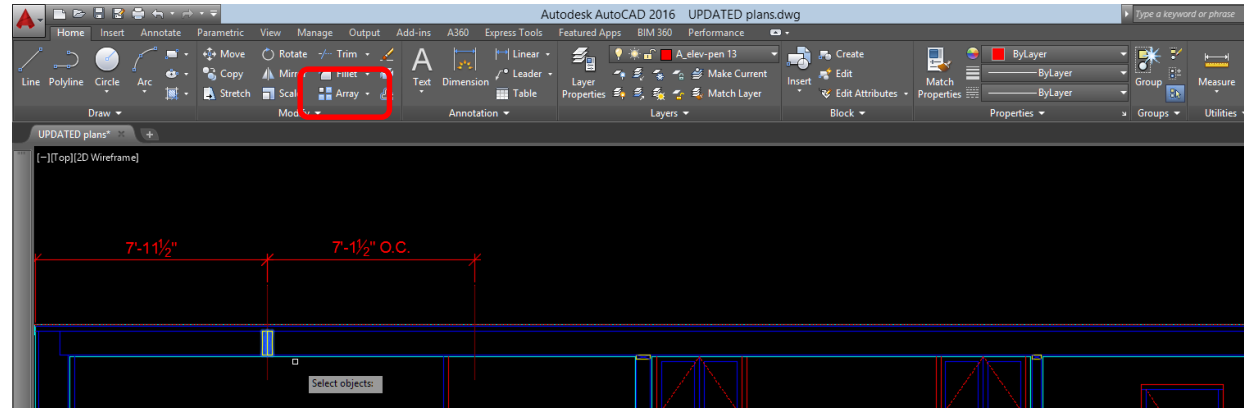 Autodesk AutoCAD 2016 UPDATED plans.dwg
Type a keyword or phrase
Home Insert Annotate Parametric View Manage Output Add-ins A360 Express Tools Featured Apps BIM 360 Performance
Move Rotate Trim Linear A_elev-pen 13 Create ByLayer
Line Polyline Circle Arc Copy Fillet Text Dimension Leader Layer Properties Make Current Insert Edit Match Properties ByLayer Group Measure
Stretch Array Table Match Layer Edit Attributes ByLayer
Draw Annotation Layers Block Properties Groups Utilities
UPDATED plans*
[−][Top][2D Wireframe]
7'-11½" 7'-1½" O.C.
Select objects: